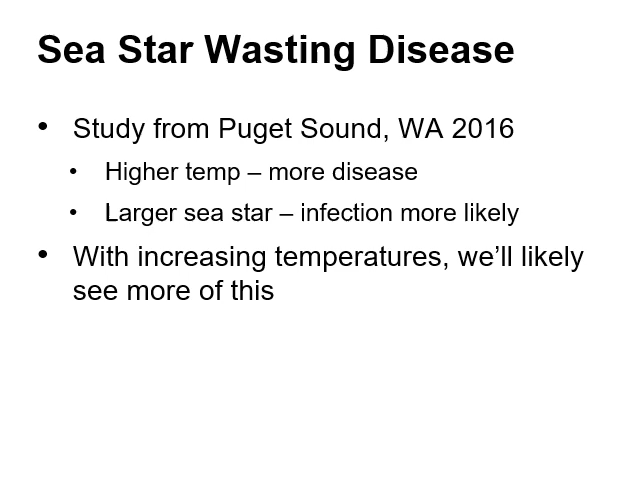 Sea Star Wasting Disease
• Study from Puget Sound, WA 2016
• Higher temp – more disease
• Larger sea star – infection more likely
• With increasing temperatures, we’ll likely
see more of this